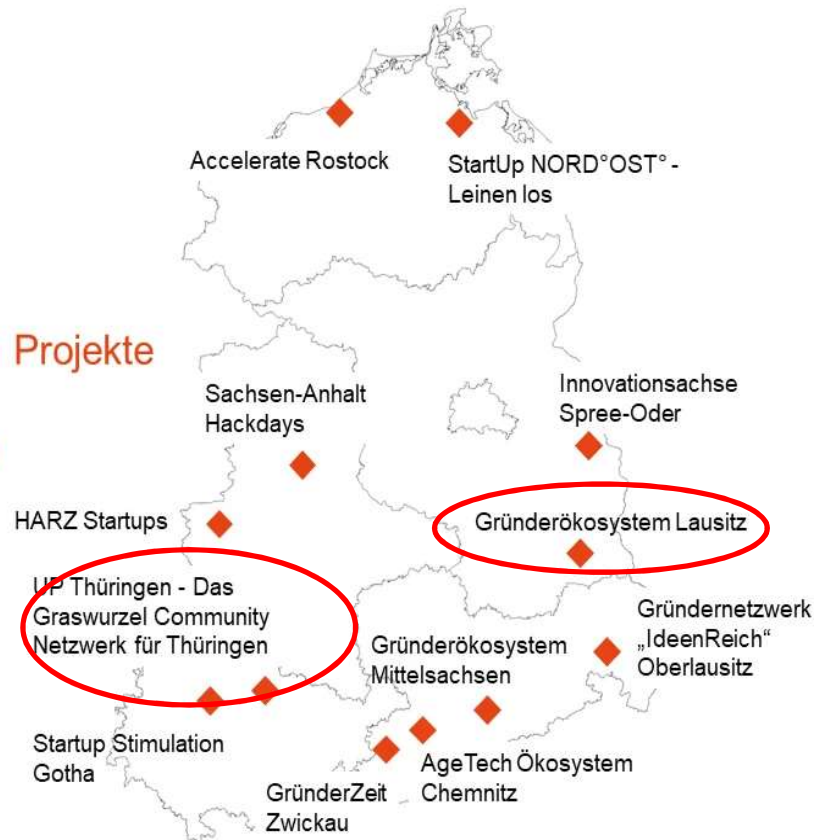 Accelerate Rostock
StartUp NORD°OST° -
Leinen los
Projekte
Sachsen-Anhalt
Hackdays
Innovationsachse
Spree-Oder
HARZ Startups
Gründerökosystem Lausitz
UP Thüringen - Das
Graswurzel Community
Netzwerk für Thüringen
Gründerökosystem
Mittelsachsen
Gründernetzwerk
„IdeenReich“
Oberlausitz
Startup Stimulation
Gotha
GründerZeit
Zwickau
AgeTech Ökosystem
Chemnitz